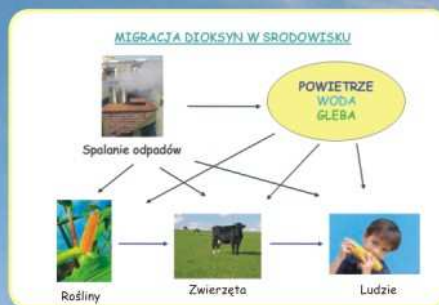 MIGRACJA DIOKSYN W SRODOWISKU
POWIETRZE
WODA
GLEBA
Spalanie odpadów
Rośliny
Zwierzęta
Ludzie